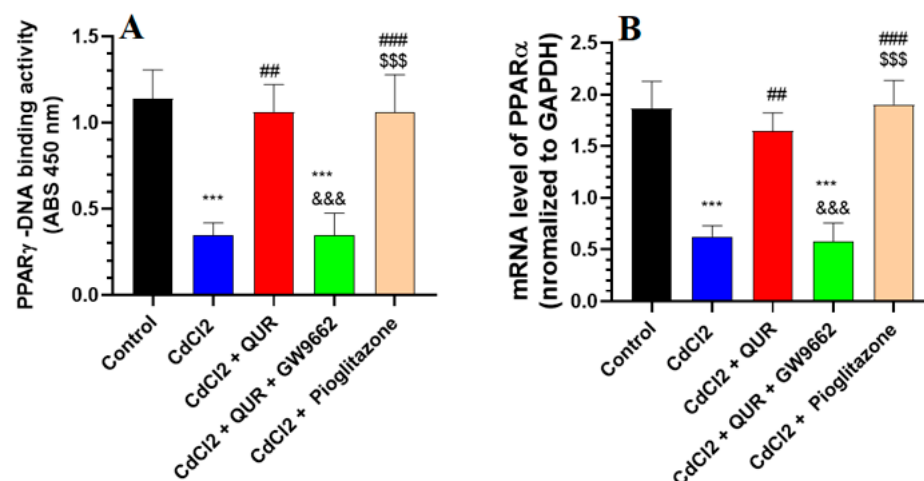 A
PPARγ -DNA binding activity
(ABS 450 nm)
1.5
1.0
0.5
0.0
***
##
***
&&&
###
$$$
Control
CdCl2
CdCl2 + QUR
CdCl2 + QUR + GW9662
CdCl2 + Pioglitazone
B
mRNA level of PPARα
(nromalized to GAPDH)
2.5
2.0
1.5
1.0
0.5
0.0
***
##
***
&&&
###
$$$
Control
CdCl2
CdCl2 + QUR
CdCl2 + QUR + GW9662
CdCl2 + Pioglitazone